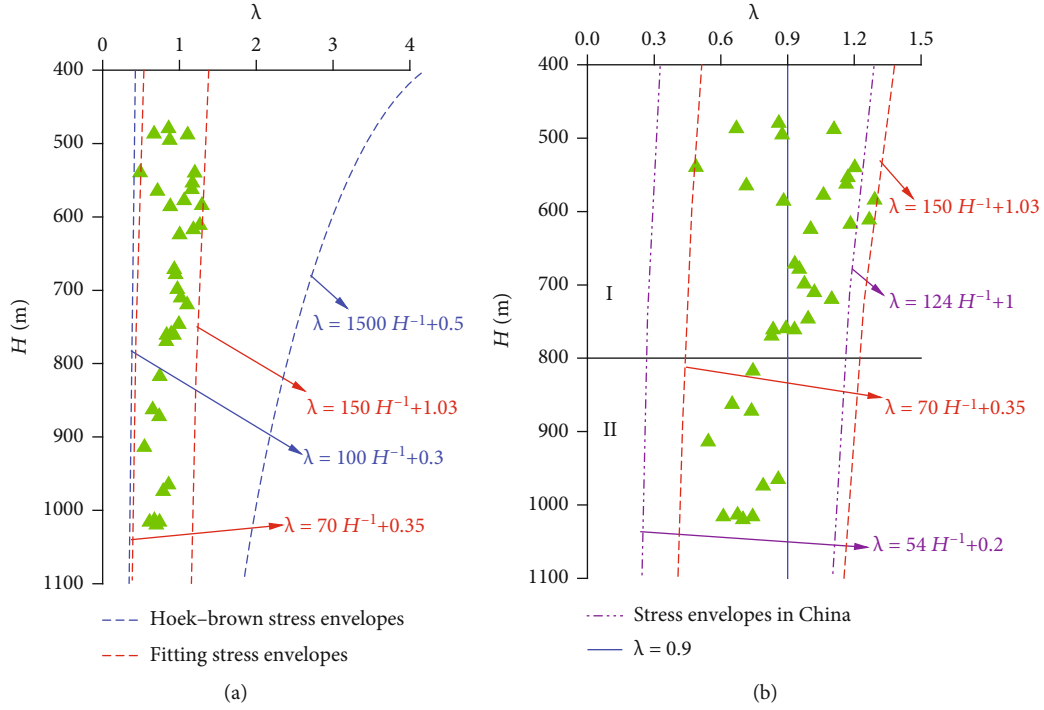 λ
0
1
2
3
4
400
500
600
700
800
900
1000
1100
H (m)
λ = 1500 H⁻¹+0.5
λ = 150 H⁻¹+1.03
λ = 100 H⁻¹+0.3
λ = 70 H⁻¹+0.35
Hoek–brown stress envelopes
Fitting stress envelopes
(a)
λ
0.0
0.3
0.6
0.9
1.2
1.5
400
500
600
700
800
900
1000
1100
H (m)
I
II
λ = 150 H⁻¹+1.03
λ = 124 H⁻¹+1
λ = 70 H⁻¹+0.35
λ = 54 H⁻¹+0.2
Stress envelopes in China
λ = 0.9
(b)